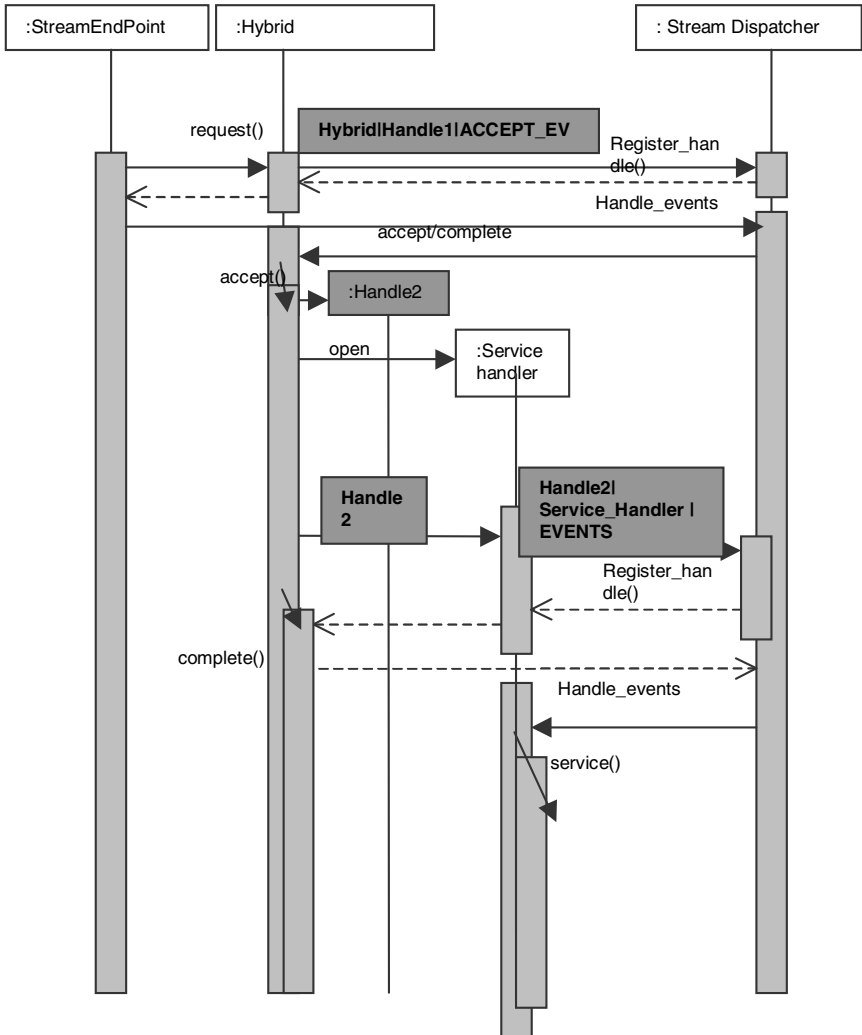 :StreamEndPoint
:Hybrid
: Stream Dispatcher
request()
Hybrid|Handle1|ACCEPT_EV
Register_han
dle()
Handle_events
accept/complete
accept()
:Handle2
open
:Service
handler
Handle
2
Handle2|
Service_Handler |
EVENTS
Register_han
dle()
complete()
Handle_events
service()